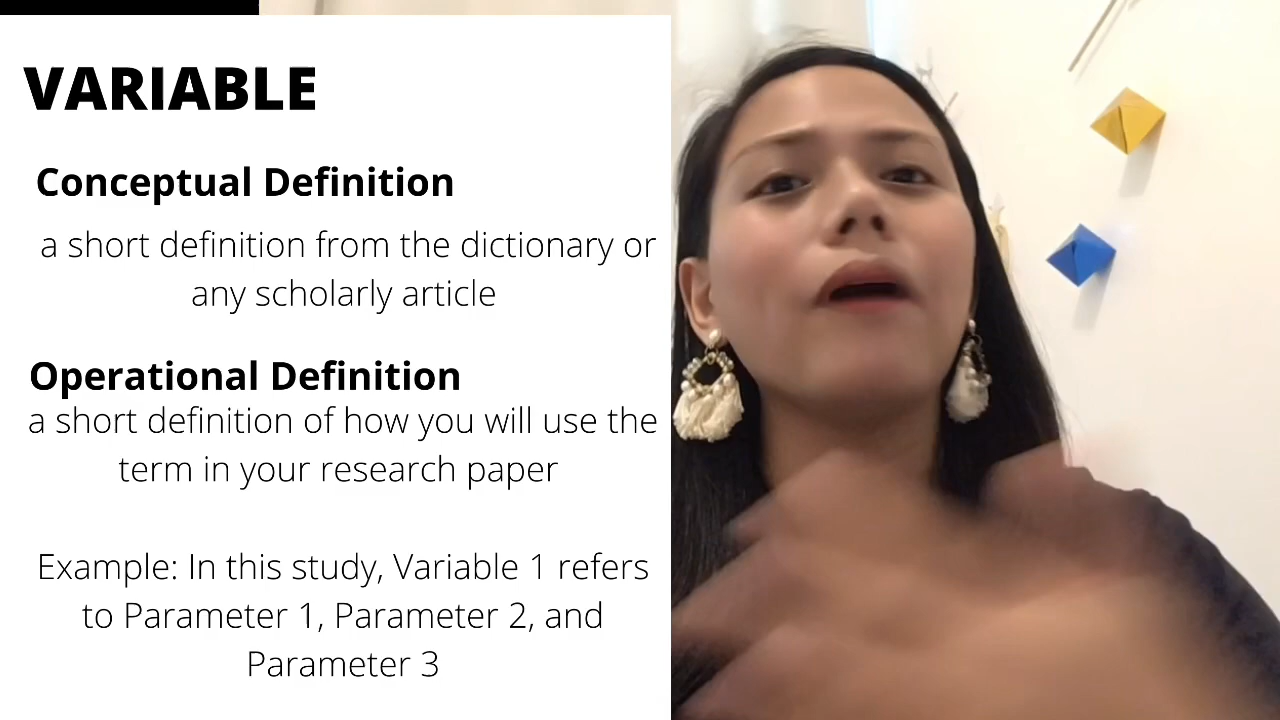 VARIABLE
Conceptual Definition
a short definition from the dictionary or
any scholarly article
Operational Definition
a short definition of how you will use the
term in your research paper
Example: In this study, Variable 1 refers
to Parameter 1, Parameter 2, and
Parameter 3